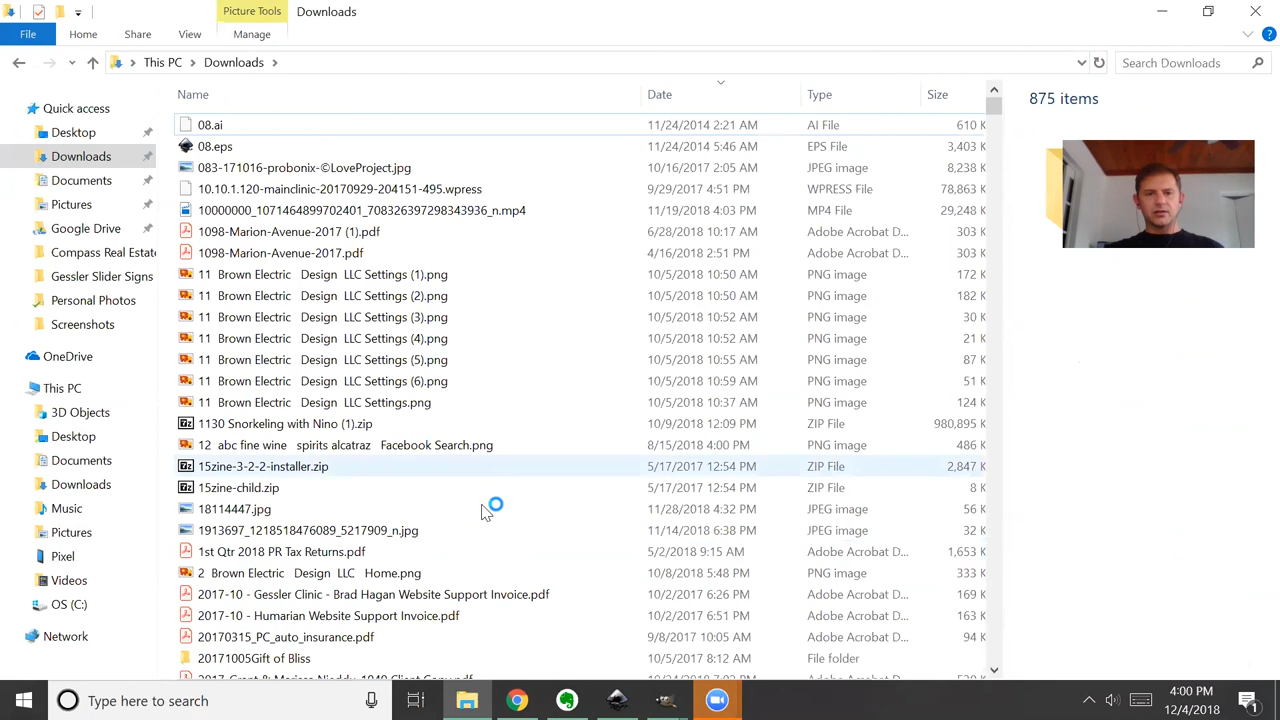 Picture Tools Downloads
File Home Share View Manage
This PC Downloads Search Downloads
Name Date Type Size 875 items
Quick access
Desktop
Downloads
Documents
Pictures
Google Drive
Compass Real Estate
Gessler Slider Signs
Personal Photos
Screenshots
OneDrive
This PC
3D Objects
Desktop
Documents
Downloads
Music
Pictures
Pixel
Videos
OS (C:)
Network
08.ai 11/24/2014 2:21 AM AI File 610 K
08.eps 11/24/2014 5:46 AM EPS File 3,403 K
083-171016-probonix-©LoveProject.jpg 10/16/2017 2:05 AM JPEG image 8,238 K
10.10.1.120-mainclinic-20170929-204151-495.wpress 9/29/2017 4:51 PM WPRESS File 78,863 K
10000000_1071464899702401_708326397298343936_n.mp4 11/19/2018 4:03 PM MP4 File 29,248 K
1098-Marion-Avenue-2017 (1).pdf 6/28/2018 10:17 AM Adobe Acrobat D... 303 K
1098-Marion-Avenue-2017.pdf 4/16/2018 2:51 PM Adobe Acrobat D... 303 K
11 Brown Electric Design LLC Settings (1).png 10/5/2018 10:50 AM PNG image 172 K
11 Brown Electric Design LLC Settings (2).png 10/5/2018 10:50 AM PNG image 182 K
11 Brown Electric Design LLC Settings (3).png 10/5/2018 10:52 AM PNG image 30 K
11 Brown Electric Design LLC Settings (4).png 10/5/2018 10:52 AM PNG image 21 K
11 Brown Electric Design LLC Settings (5).png 10/5/2018 10:55 AM PNG image 87 K
11 Brown Electric Design LLC Settings (6).png 10/5/2018 10:59 AM PNG image 51 K
11 Brown Electric Design LLC Settings.png 10/5/2018 10:37 AM PNG image 124 K
1130 Snorkeling with Nino (1).zip 10/9/2018 12:09 PM ZIP File 980,895 K
12 abc fine wine spirits alcatraz Facebook Search.png 8/15/2018 4:00 PM PNG image 486 K
15zine-3-2-2-installer.zip 5/17/2017 12:54 PM ZIP File 2,847 K
15zine-child.zip 5/17/2017 12:54 PM ZIP File 8 K
18114447.jpg 11/28/2018 4:32 PM JPEG image 56 K
1913697_1218518476089_5217909_n.jpg 11/14/2018 6:38 PM JPEG image 32 K
1st Qtr 2018 PR Tax Returns.pdf 5/2/2018 9:15 AM Adobe Acrobat D... 1,653 K
2 Brown Electric Design LLC Home.png 10/8/2018 5:48 PM PNG image 333 K
2017-10 - Gessler Clinic - Brad Hagan Website Support Invoice.pdf 10/2/2017 6:26 PM Adobe Acrobat D... 169 K
2017-10 - Humarian Website Support Invoice.pdf 10/2/2017 6:51 PM Adobe Acrobat D... 163 K
20170315_PC_auto_insurance.pdf 9/8/2017 10:05 AM Adobe Acrobat D... 94 K
20171005Gift of Bliss 10/5/2017 8:12 AM File folder
Type here to search 4:00 PM
12/4/2018 1